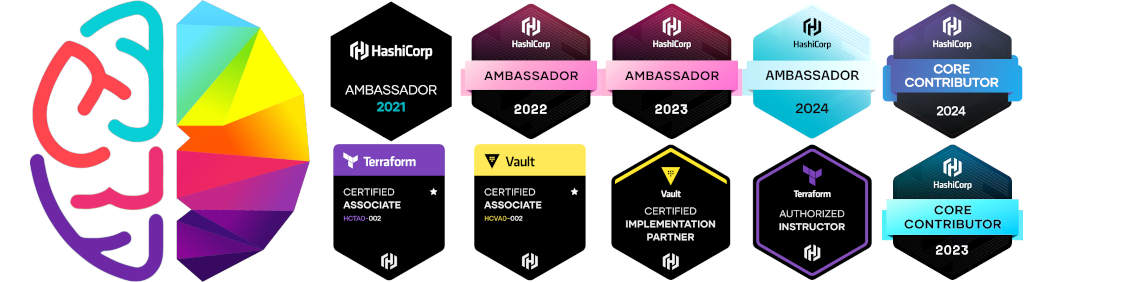 HashiCorp
AMBASSADOR
2021
HashiCorp
AMBASSADOR
2022
HashiCorp
AMBASSADOR
2023
HashiCorp
AMBASSADOR
2024
HashiCorp
CORE
CONTRIBUTOR
2024
Terraform
CERTIFIED
ASSOCIATE
HCTA0-002
Vault
CERTIFIED
ASSOCIATE
HCVA0-002
Vault
CERTIFIED
IMPLEMENTATION
PARTNER
Terraform
AUTHORIZED
INSTRUCTOR
HashiCorp
CORE
CONTRIBUTOR
2023